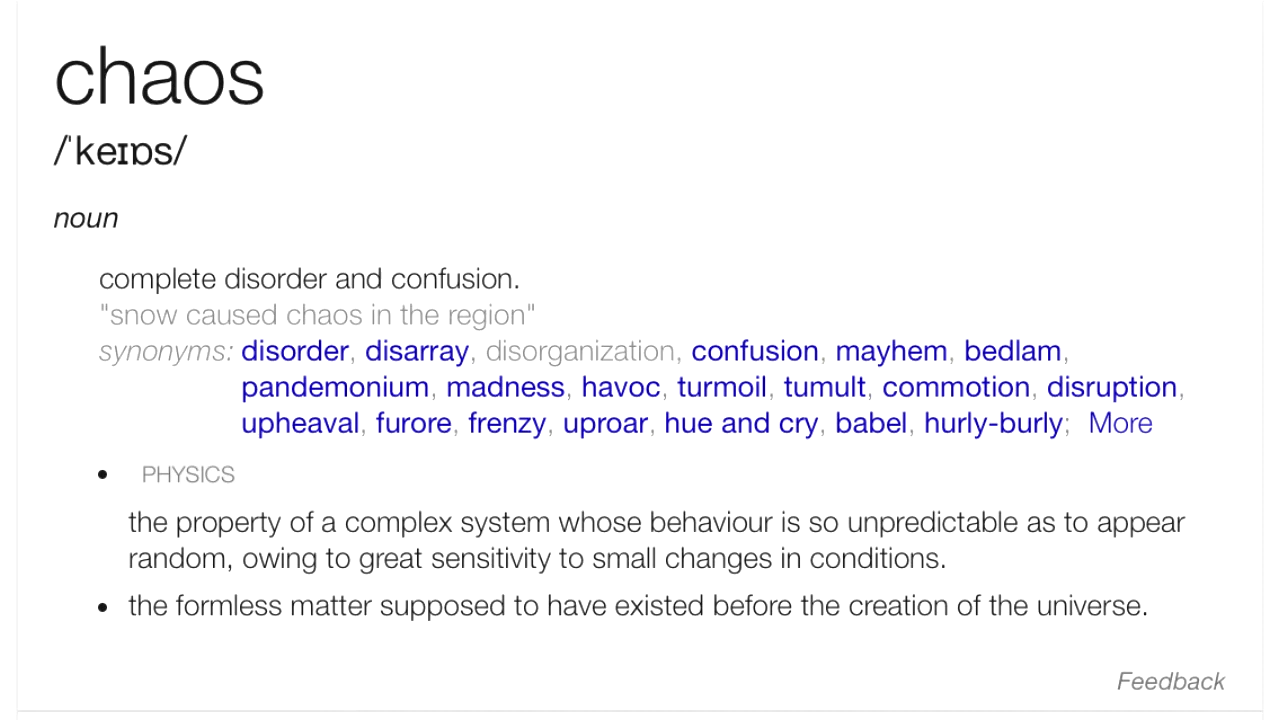 chaos
/ˈkeɪɒs/
noun
complete disorder and confusion.
"snow caused chaos in the region"
synonyms: disorder, disarray, disorganization, confusion, mayhem, bedlam,
pandemonium, madness, havoc, turmoil, tumult, commotion, disruption,
upheaval, furore, frenzy, uproar, hue and cry, babel, hurly-burly; More
• PHYSICS
the property of a complex system whose behaviour is so unpredictable as to appear
random, owing to great sensitivity to small changes in conditions.
• the formless matter supposed to have existed before the creation of the universe.
Feedback